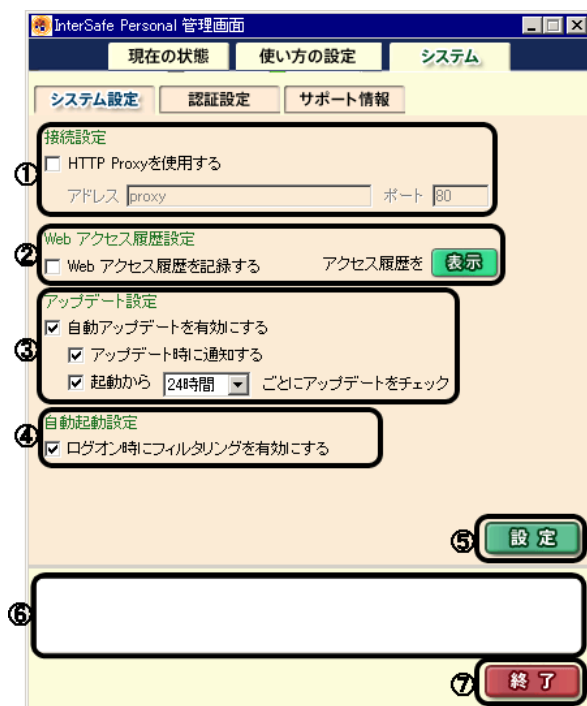 InterSafe Personal 管理画面
現在の状態 使い方の設定 システム
システム設定 認証設定 サポート情報
接続設定
① HTTP Proxyを使用する
アドレス proxy ポート 80
Web アクセス履歴設定
② Web アクセス履歴を記録する アクセス履歴を 表示
アップデート設定
自動アップデートを有効にする
③ アップデート時に通知する
起動から 24時間 ごとにアップデートをチェック
自動起動設定
④ ログオン時にフィルタリングを有効にする
⑤ 設定
⑥
⑦ 終了